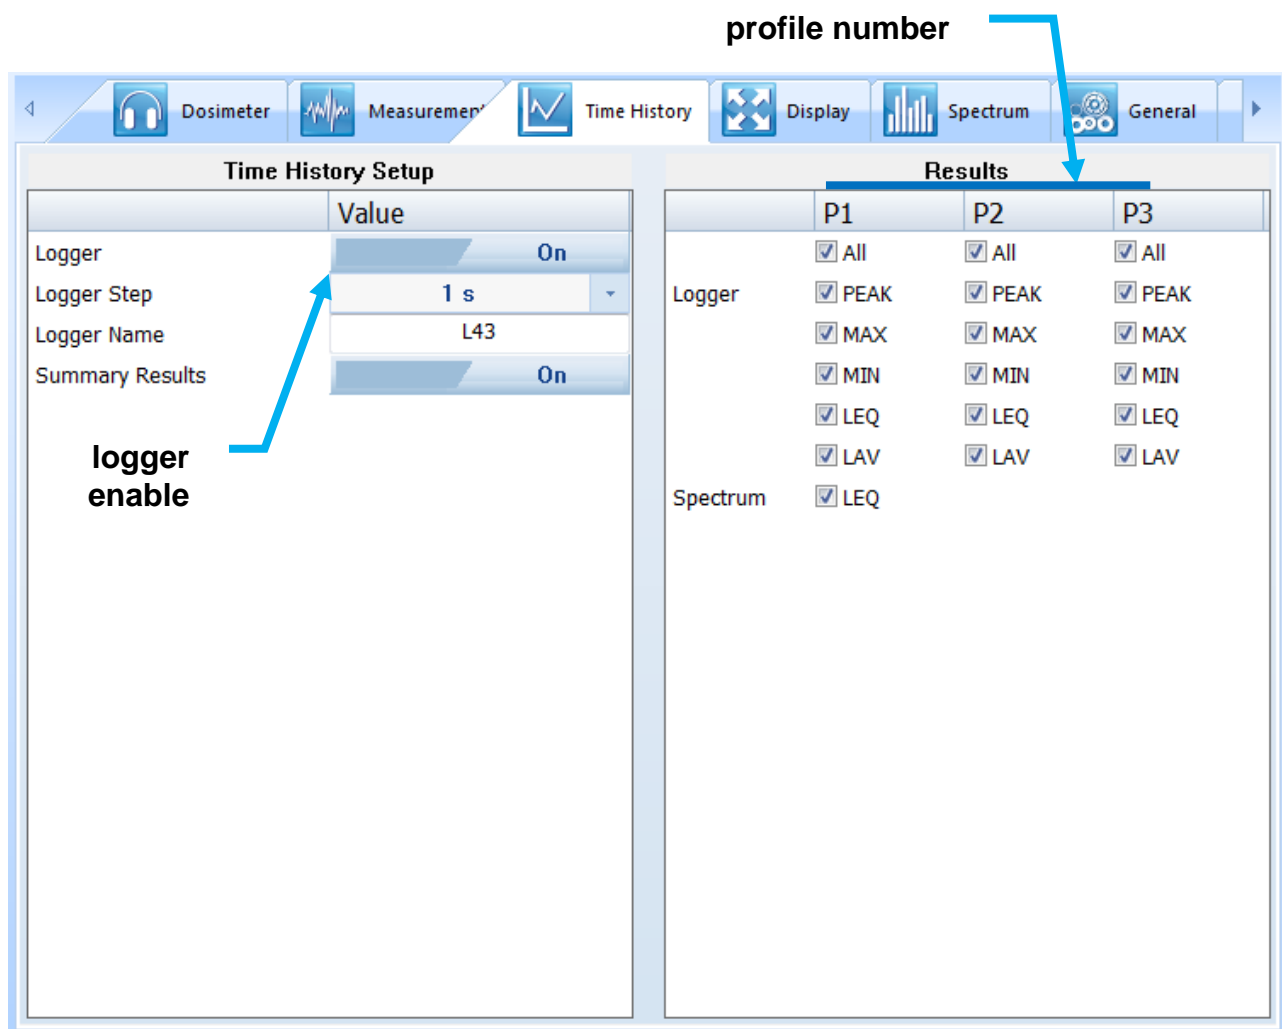 profile number
Dosimeter Measuremen Time History Display Spectrum General
Time History Setup
Value
Logger On
Logger Step 1 s
Logger Name L43
Summary Results On
logger
enable
Results
P1 P2 P3
All All All
Logger PEAK PEAK PEAK
MAX MAX MAX
MIN MIN MIN
LEQ LEQ LEQ
LAV LAV LAV
Spectrum LEQ